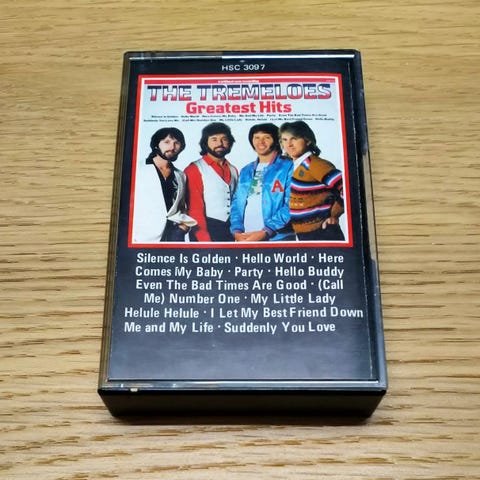 HSC 3097
THE TREMELOES
Greatest Hits
Silence Is Golden · Hello World · Here
Comes My Baby · Party · Hello Buddy
Even The Bad Times Are Good · (Call
Me) Number One · My Little Lady
Helule Helule · I Let My Best Friend Down
Me and My Life · Suddenly You Love
A